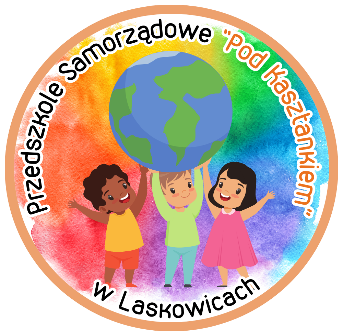 Przedszkole Samorządowe "Pod Kasztankiem"
w Laskowicach